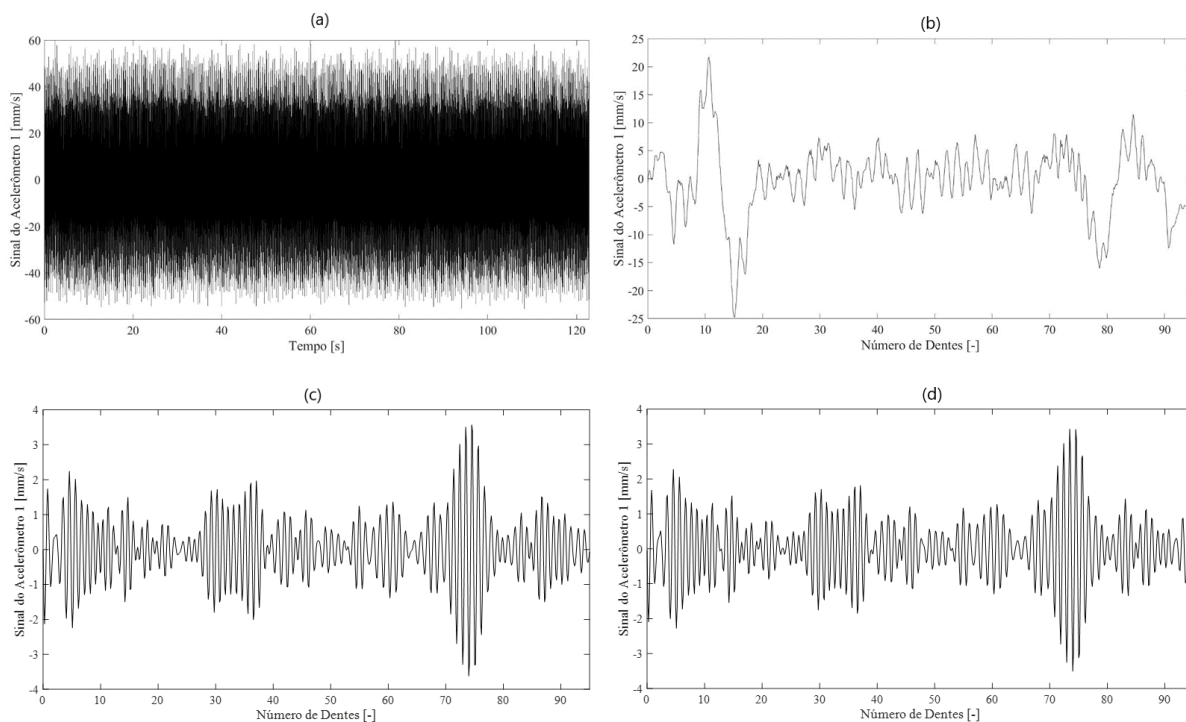 (a)
60
40
20
0
-20
-40
-60
Sinal do Acelerômetro 1 [mm/s]
0 20 40 60 80 100 120
Tempo [s]
(b)
25
20
15
10
5
0
-5
-10
-15
-20
-25
Sinal do Acelerômetro 1 [mm/s]
0 10 20 30 40 50 60 70 80 90
Número de Dentes [-]
(c)
4
3
2
1
0
-1
-2
-3
-4
Sinal do Acelerômetro 1 [mm/s]
0 10 20 30 40 50 60 70 80 90
Número de Dentes [-]
(d)
4
3
2
1
0
-1
-2
-3
-4
Sinal do Acelerômetro 1 [mm/s]
0 10 20 30 40 50 60 70 80 90
Número de Dentes [-]